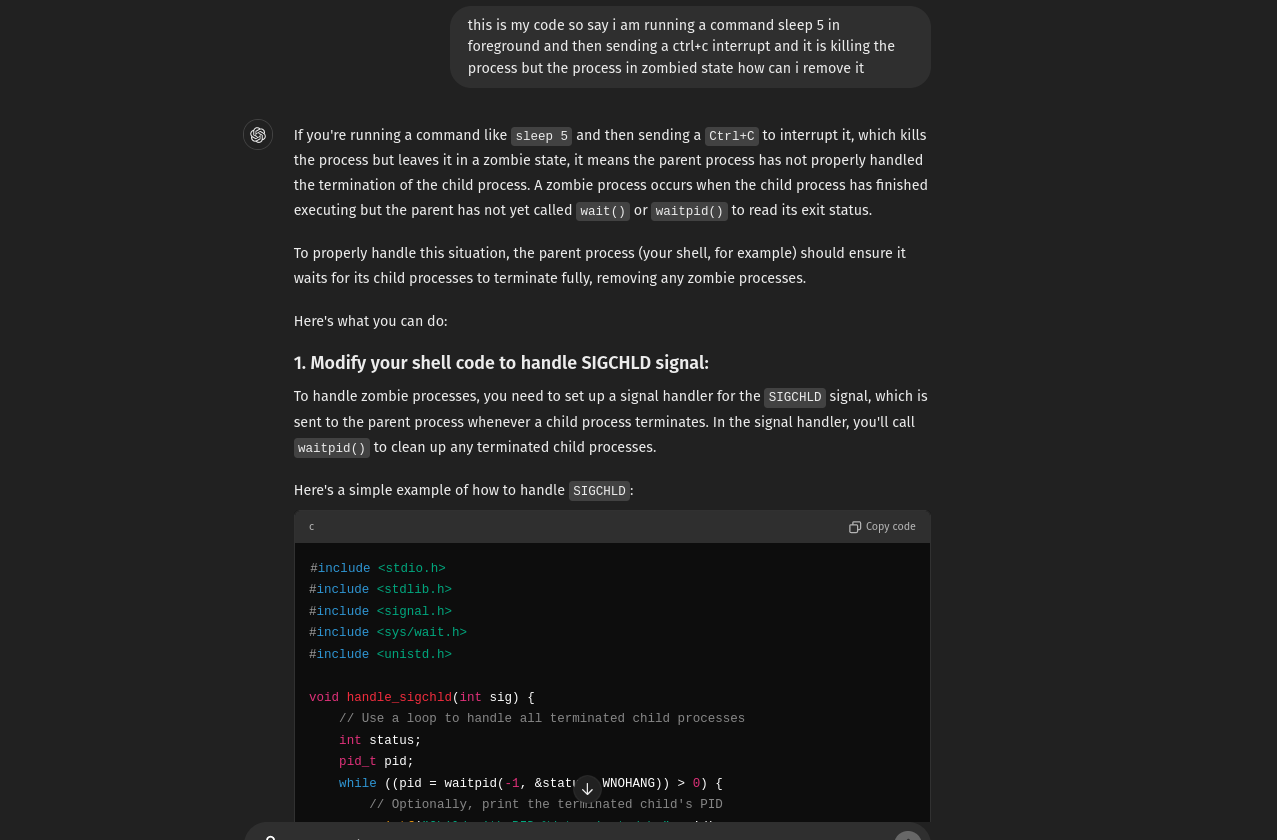 this is my code so say i am running a command sleep 5 in
foreground and then sending a ctrl+c interrupt and it is killing the
process but the process in zombied state how can i remove it
If you're running a command like sleep 5 and then sending a Ctrl+C to interrupt it, which kills
the process but leaves it in a zombie state, it means the parent process has not properly handled
the termination of the child process. A zombie process occurs when the child process has finished
executing but the parent has not yet called wait() or waitpid() to read its exit status.
To properly handle this situation, the parent process (your shell, for example) should ensure it
waits for its child processes to terminate fully, removing any zombie processes.
Here's what you can do:
1. Modify your shell code to handle SIGCHLD signal:
To handle zombie processes, you need to set up a signal handler for the SIGCHLD signal, which is
sent to the parent process whenever a child process terminates. In the signal handler, you'll call
waitpid() to clean up any terminated child processes.
Here's a simple example of how to handle SIGCHLD:
c Copy code
#include <stdio.h>
#include <stdlib.h>
#include <signal.h>
#include <sys/wait.h>
#include <unistd.h>
void handle_sigchld(int sig) {
// Use a loop to handle all terminated child processes
int status;
pid_t pid;
while ((pid = waitpid(-1, &status, WNOHANG)) > 0) {
// Optionally, print the terminated child's PID